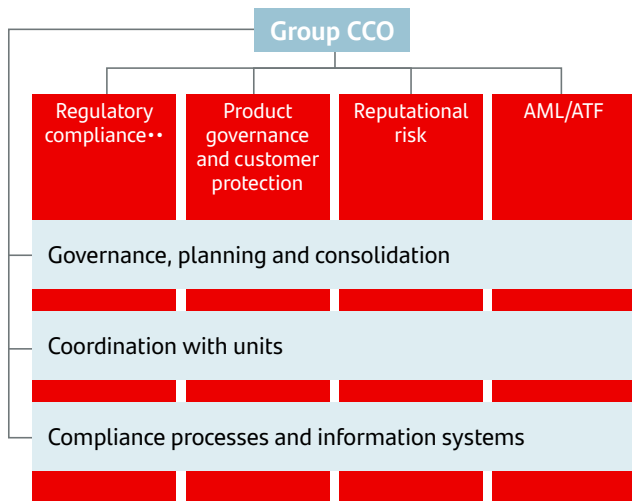 Group CCO
Regulatory
compliance••
Product
governance
and customer
protection
Reputational
risk
AML/ATF
Governance, planning and consolidation
Coordination with units
Compliance processes and information systems